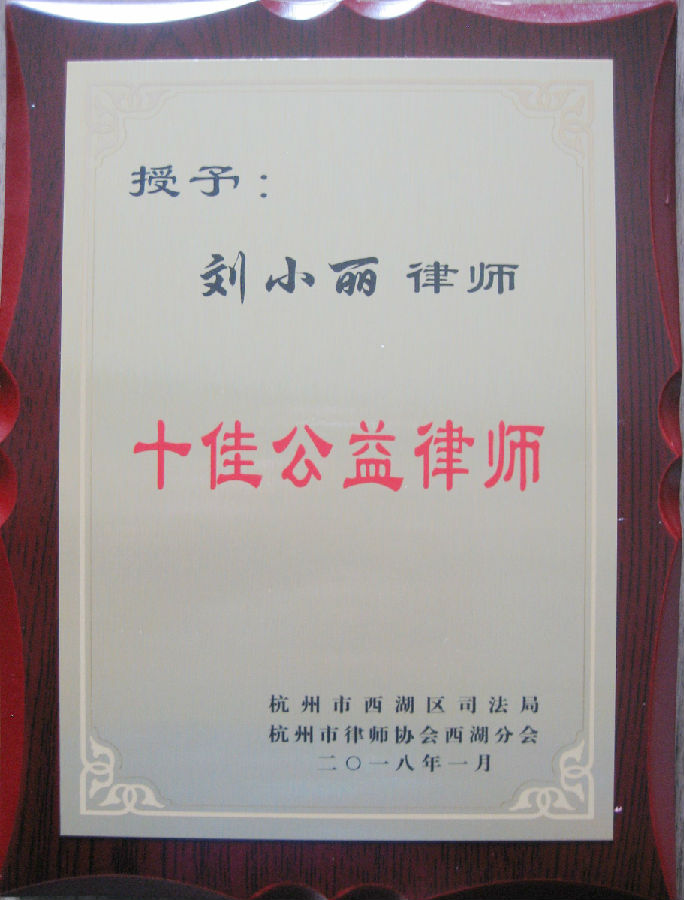 授予：
刘小丽 律师
十佳公益律师
杭州市西湖区司法局
杭州市律师协会西湖分会
二〇一八年一月